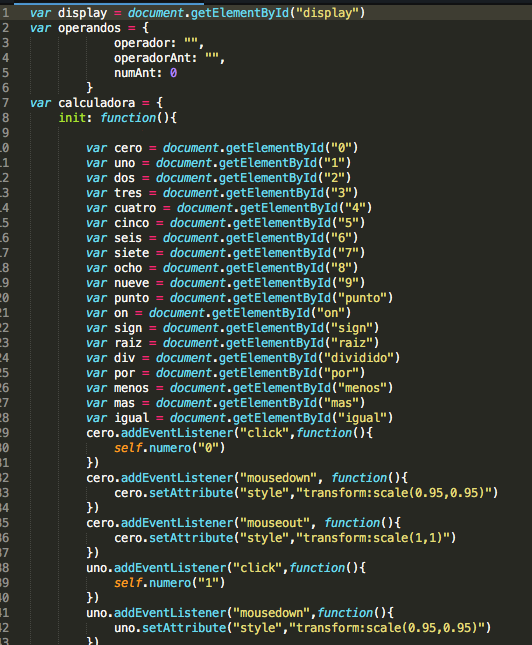 1 var display = document.getElementById("display")
2 var operandos = {
3 operador: "",
4 operadorAnt: "",
5 numAnt: 0
6 }
7 var calculadora = {
8 init: function(){
9
10 var cero = document.getElementById("0")
11 var uno = document.getElementById("1")
12 var dos = document.getElementById("2")
13 var tres = document.getElementById("3")
14 var cuatro = document.getElementById("4")
15 var cinco = document.getElementById("5")
16 var seis = document.getElementById("6")
17 var siete = document.getElementById("7")
18 var ocho = document.getElementById("8")
19 var nueve = document.getElementById("9")
20 var punto = document.getElementById("punto")
21 var on = document.getElementById("on")
22 var sign = document.getElementById("sign")
23 var raiz = document.getElementById("raiz")
24 var div = document.getElementById("dividido")
25 var por = document.getElementById("por")
26 var menos = document.getElementById("menos")
27 var mas = document.getElementById("mas")
28 var igual = document.getElementById("igual")
29 cero.addEventListener("click",function(){
30 self.numero("0")
31 })
32 cero.addEventListener("mousedown", function(){
33 cero.setAttribute("style","transform:scale(0.95,0.95)")
34 })
35 cero.addEventListener("mouseout", function(){
36 cero.setAttribute("style","transform:scale(1,1)")
37 })
38 uno.addEventListener("click",function(){
39 self.numero("1")
40 })
41 uno.addEventListener("mousedown",function(){
42 uno.setAttribute("style","transform:scale(0.95,0.95)")
43 })